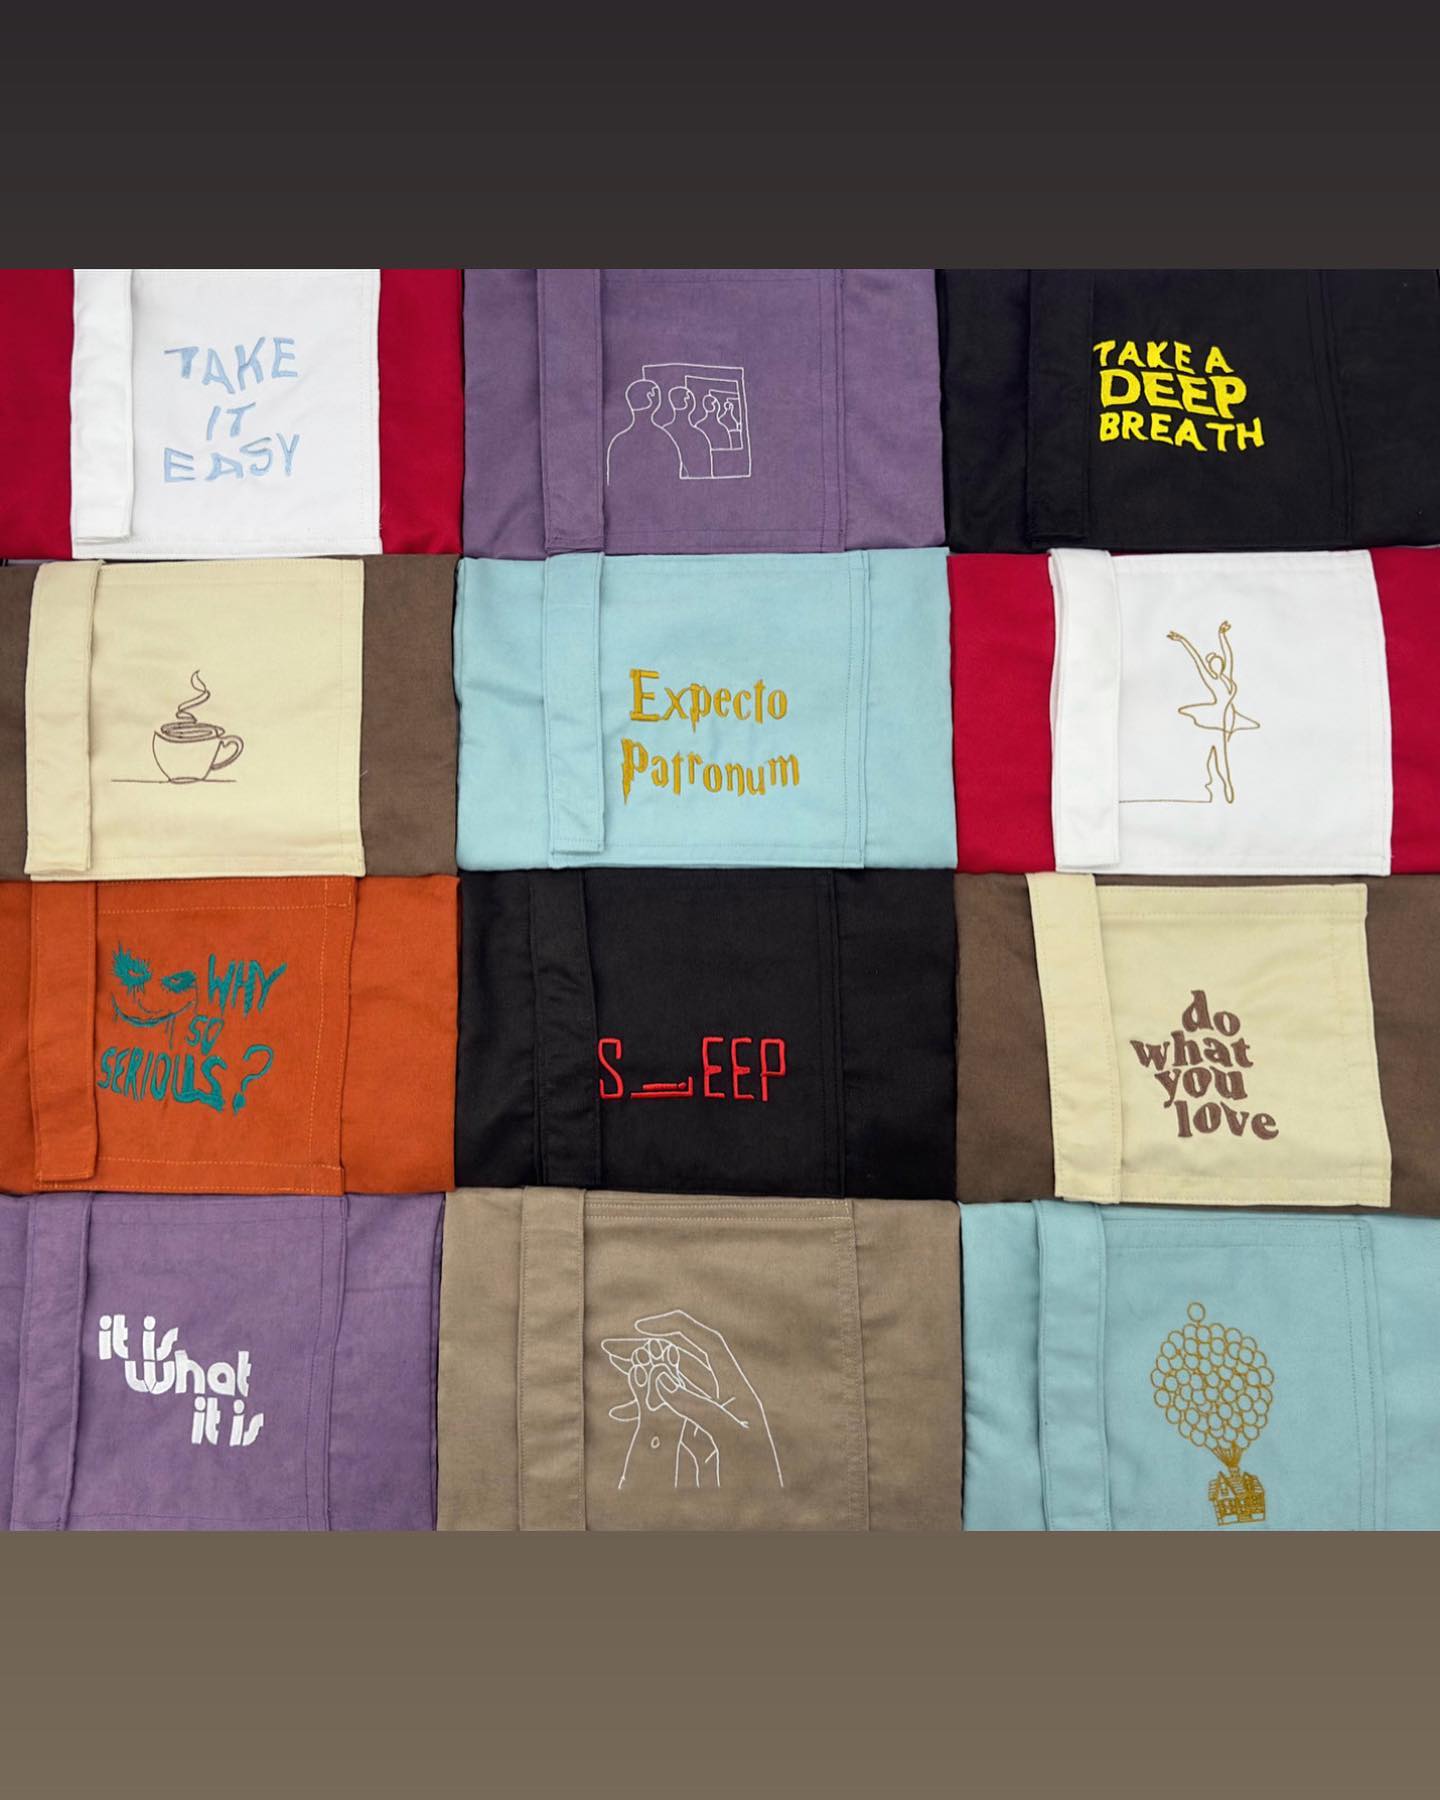 TAKE
IT
EASY
TAKE A
DEEP
BREATH
Expecto
Patronum
WHY
SO
SERIOUS?
S_EEP
do
what
you
love
it is
what
it is